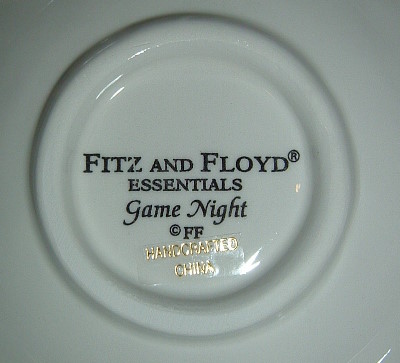 FITZ AND FLOYD®
ESSENTIALS
Game Night
©FF
HANDCRAFTED
CHINA